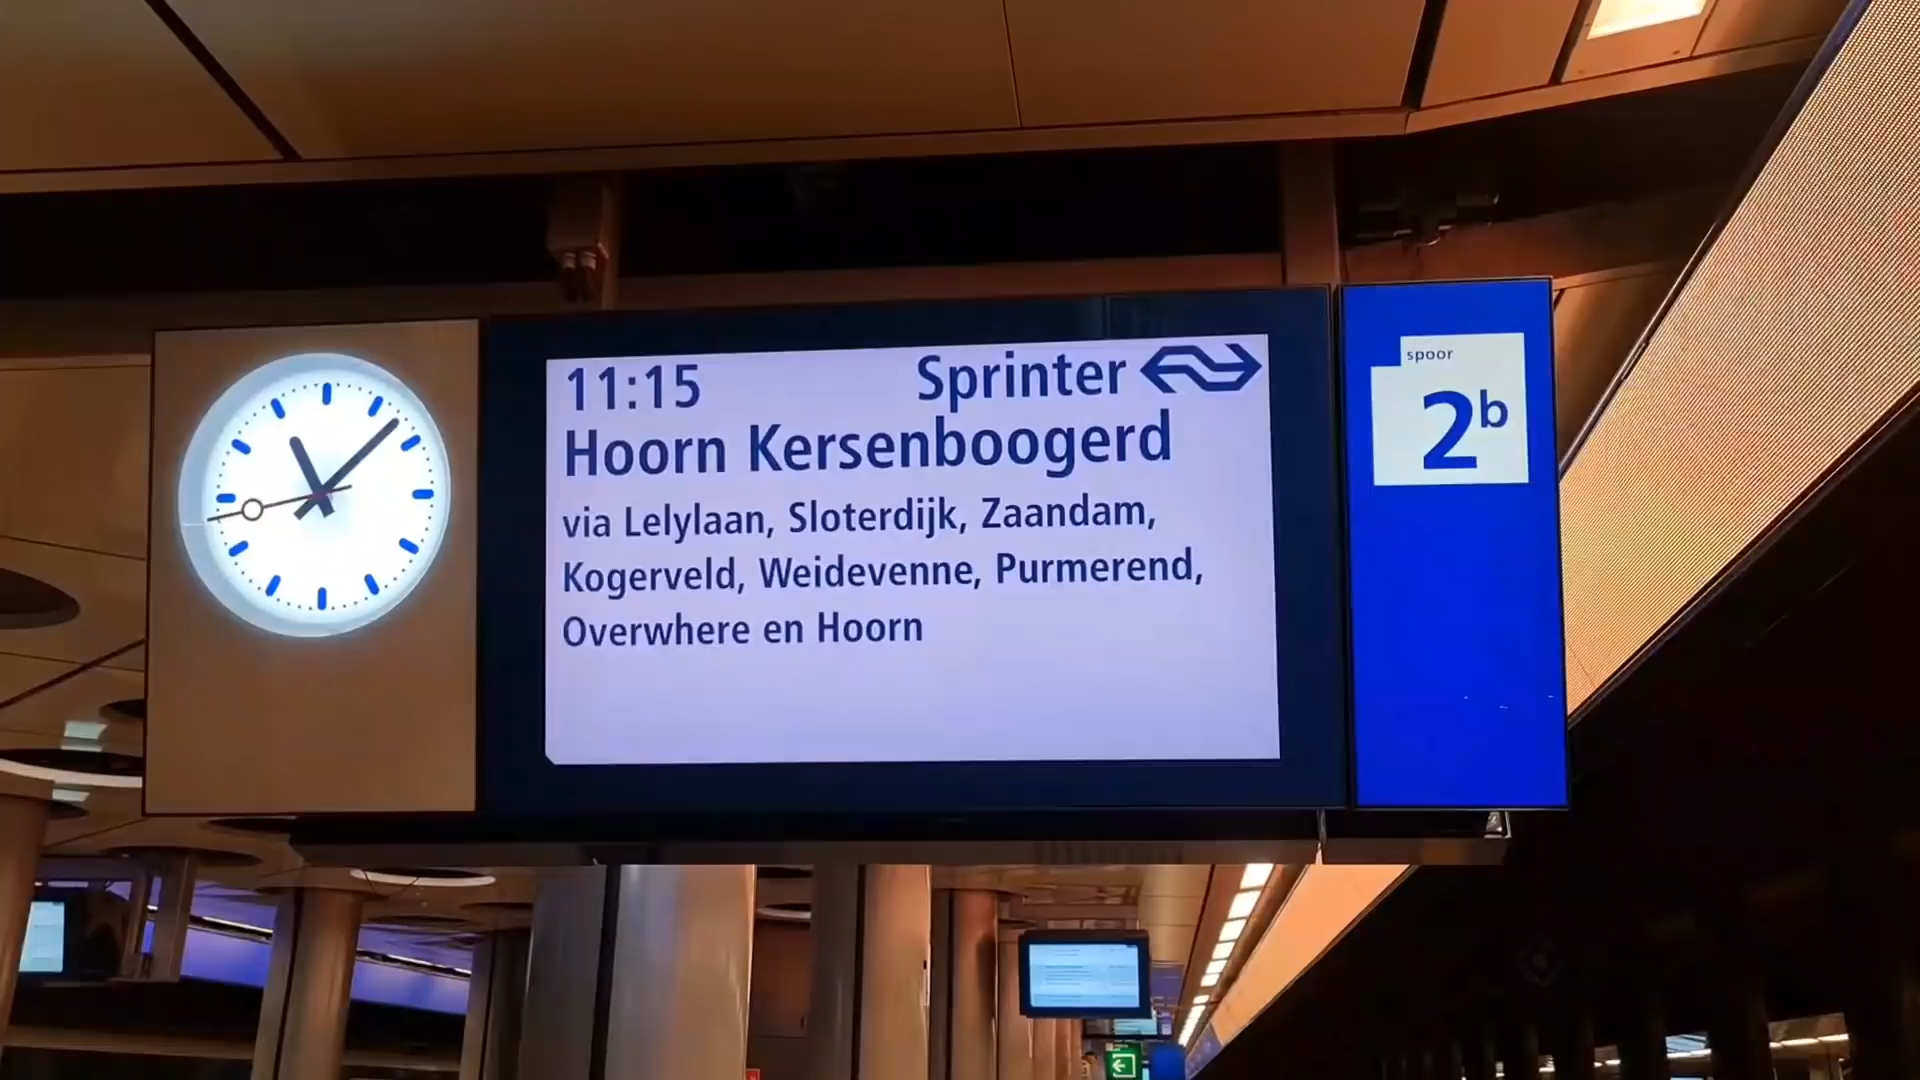 11:15 Sprinter
Hoorn Kersenboogerd
via Lelylaan, Sloterdijk, Zaandam,
Kogerveld, Weidevenne, Purmerend,
Overwhere en Hoorn
spoor
2b